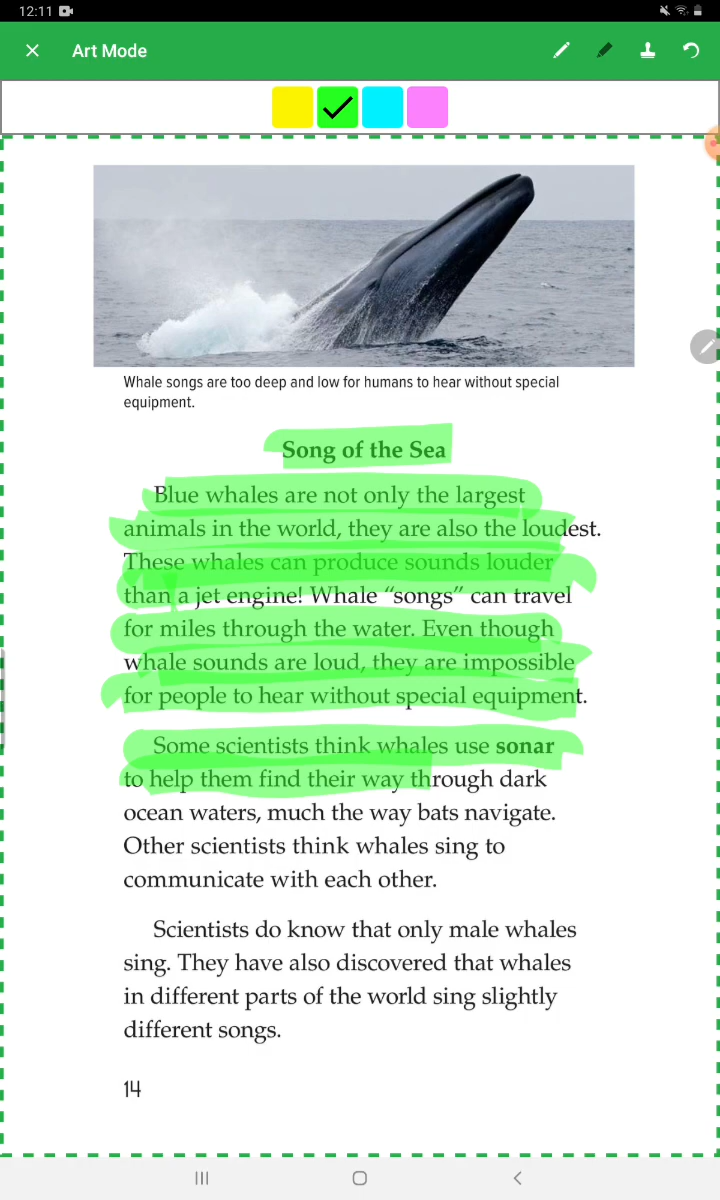 12:11
Art Mode
Whale songs are too deep and low for humans to hear without special
equipment.
Song of the Sea
Blue whales are not only the largest
animals in the world, they are also the loudest.
These whales can produce sounds louder
than a jet engine! Whale “songs” can travel
for miles through the water. Even though
whale sounds are loud, they are impossible
for people to hear without special equipment.
Some scientists think whales use sonar
to help them find their way through dark
ocean waters, much the way bats navigate.
Other scientists think whales sing to
communicate with each other.
Scientists do know that only male whales
sing. They have also discovered that whales
in different parts of the world sing slightly
different songs.
14